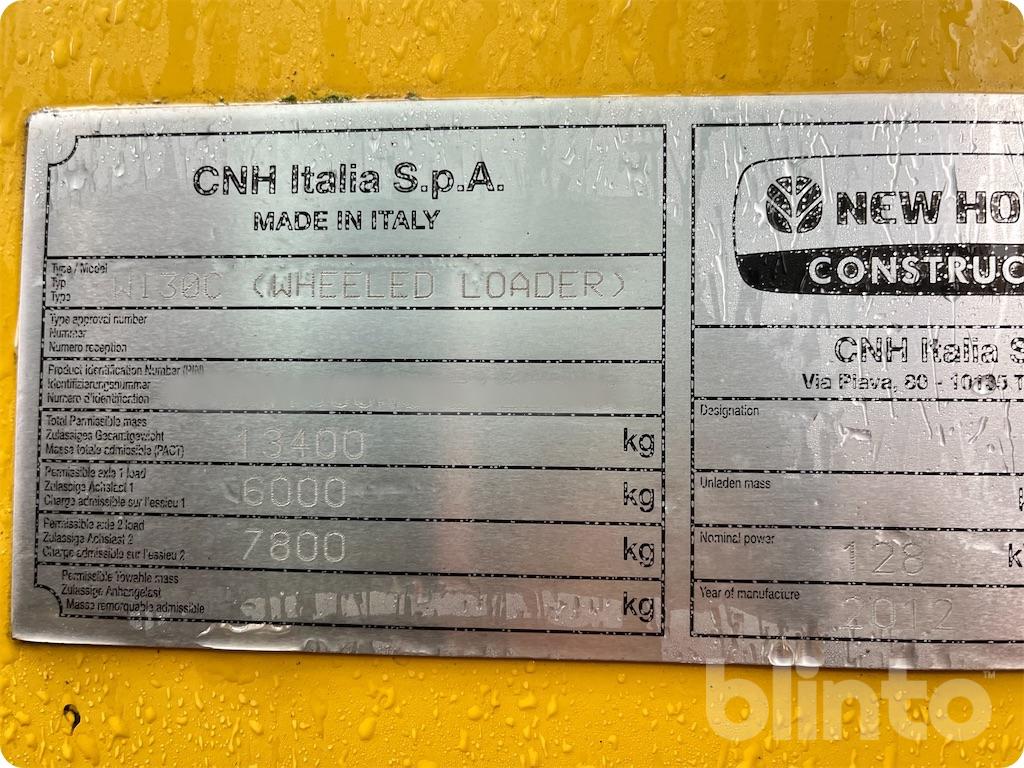 CNH Italia S.p.A.
MADE IN ITALY
Type / Model
Typ
Type
W130C (WHEELED LOADER)
Type approval number
Nummer
Numero reception
Product Identification Number (PIN)
Identifizierungsnummer
Numero d'identification
Total Permissible mass
Zulässiges Gesamtgewicht
Masse totale admissible (PACT)
13400 kg
Permissible axle 1 load
Zulässige Achslast 1
Charge admissible sur l'essieu 1
6000 kg
Permissible axle 2 load
Zulässige Achslast 2
Charge admissible sur l'essieu 2
7800 kg
Permissible Towable mass
Zulässige Anhängelast
Masse remorquable admissible
kg
NEW HO
CONSTRUC
CNH Italia S
Via Plava, 80 - 10135 T
Designation
Unladen mass
Nominal power
128 k
Year of manufacture
2012
blinto™